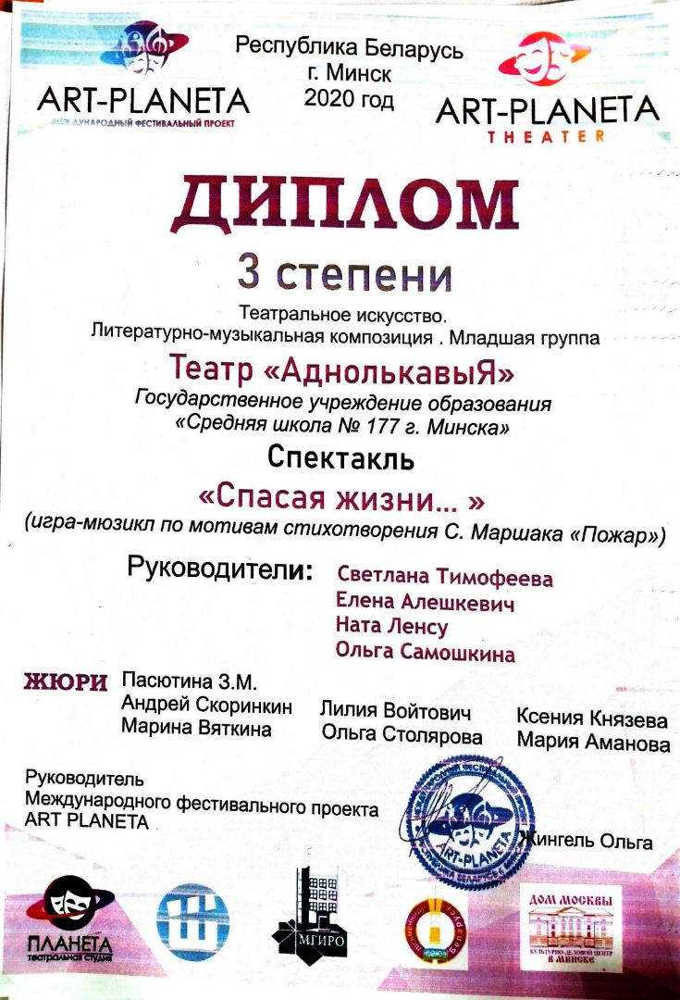 Республика Беларусь
г. Минск
2020 год
ART-PLANETA
МЕЖДУНАРОДНЫЙ ФЕСТИВАЛЬНЫЙ ПРОЕКТ
ART-PLANETA
THEATER
ДИПЛОМ
3 степени
Театральное искусство.
Литературно-музыкальная композиция . Младшая группа
Театр «АднолькавыЯ»
Государственное учреждение образования
«Средняя школа № 177 г. Минска»
Спектакль
«Спасая жизни... »
(игра-мюзикл по мотивам стихотворения С. Маршака «Пожар»)
Руководители: Светлана Тимофеева
Елена Алешкевич
Ната Ленсу
Ольга Самошкина
ЖЮРИ Пасютина З.М.
Андрей Скоринкин Лилия Войтович Ксения Князева
Марина Вяткина Ольга Столярова Мария Аманова
Руководитель
Международного фестивального проекта
ART PLANETA
Жингель Ольга
ART-PLANETA
ПЛАНЕТА
театральная студия
Ш
МГИРО
ДОМ МОСКВЫ
КУЛЬТУРНО-ДЕЛОВОЙ ЦЕНТР
В МИНСКЕ